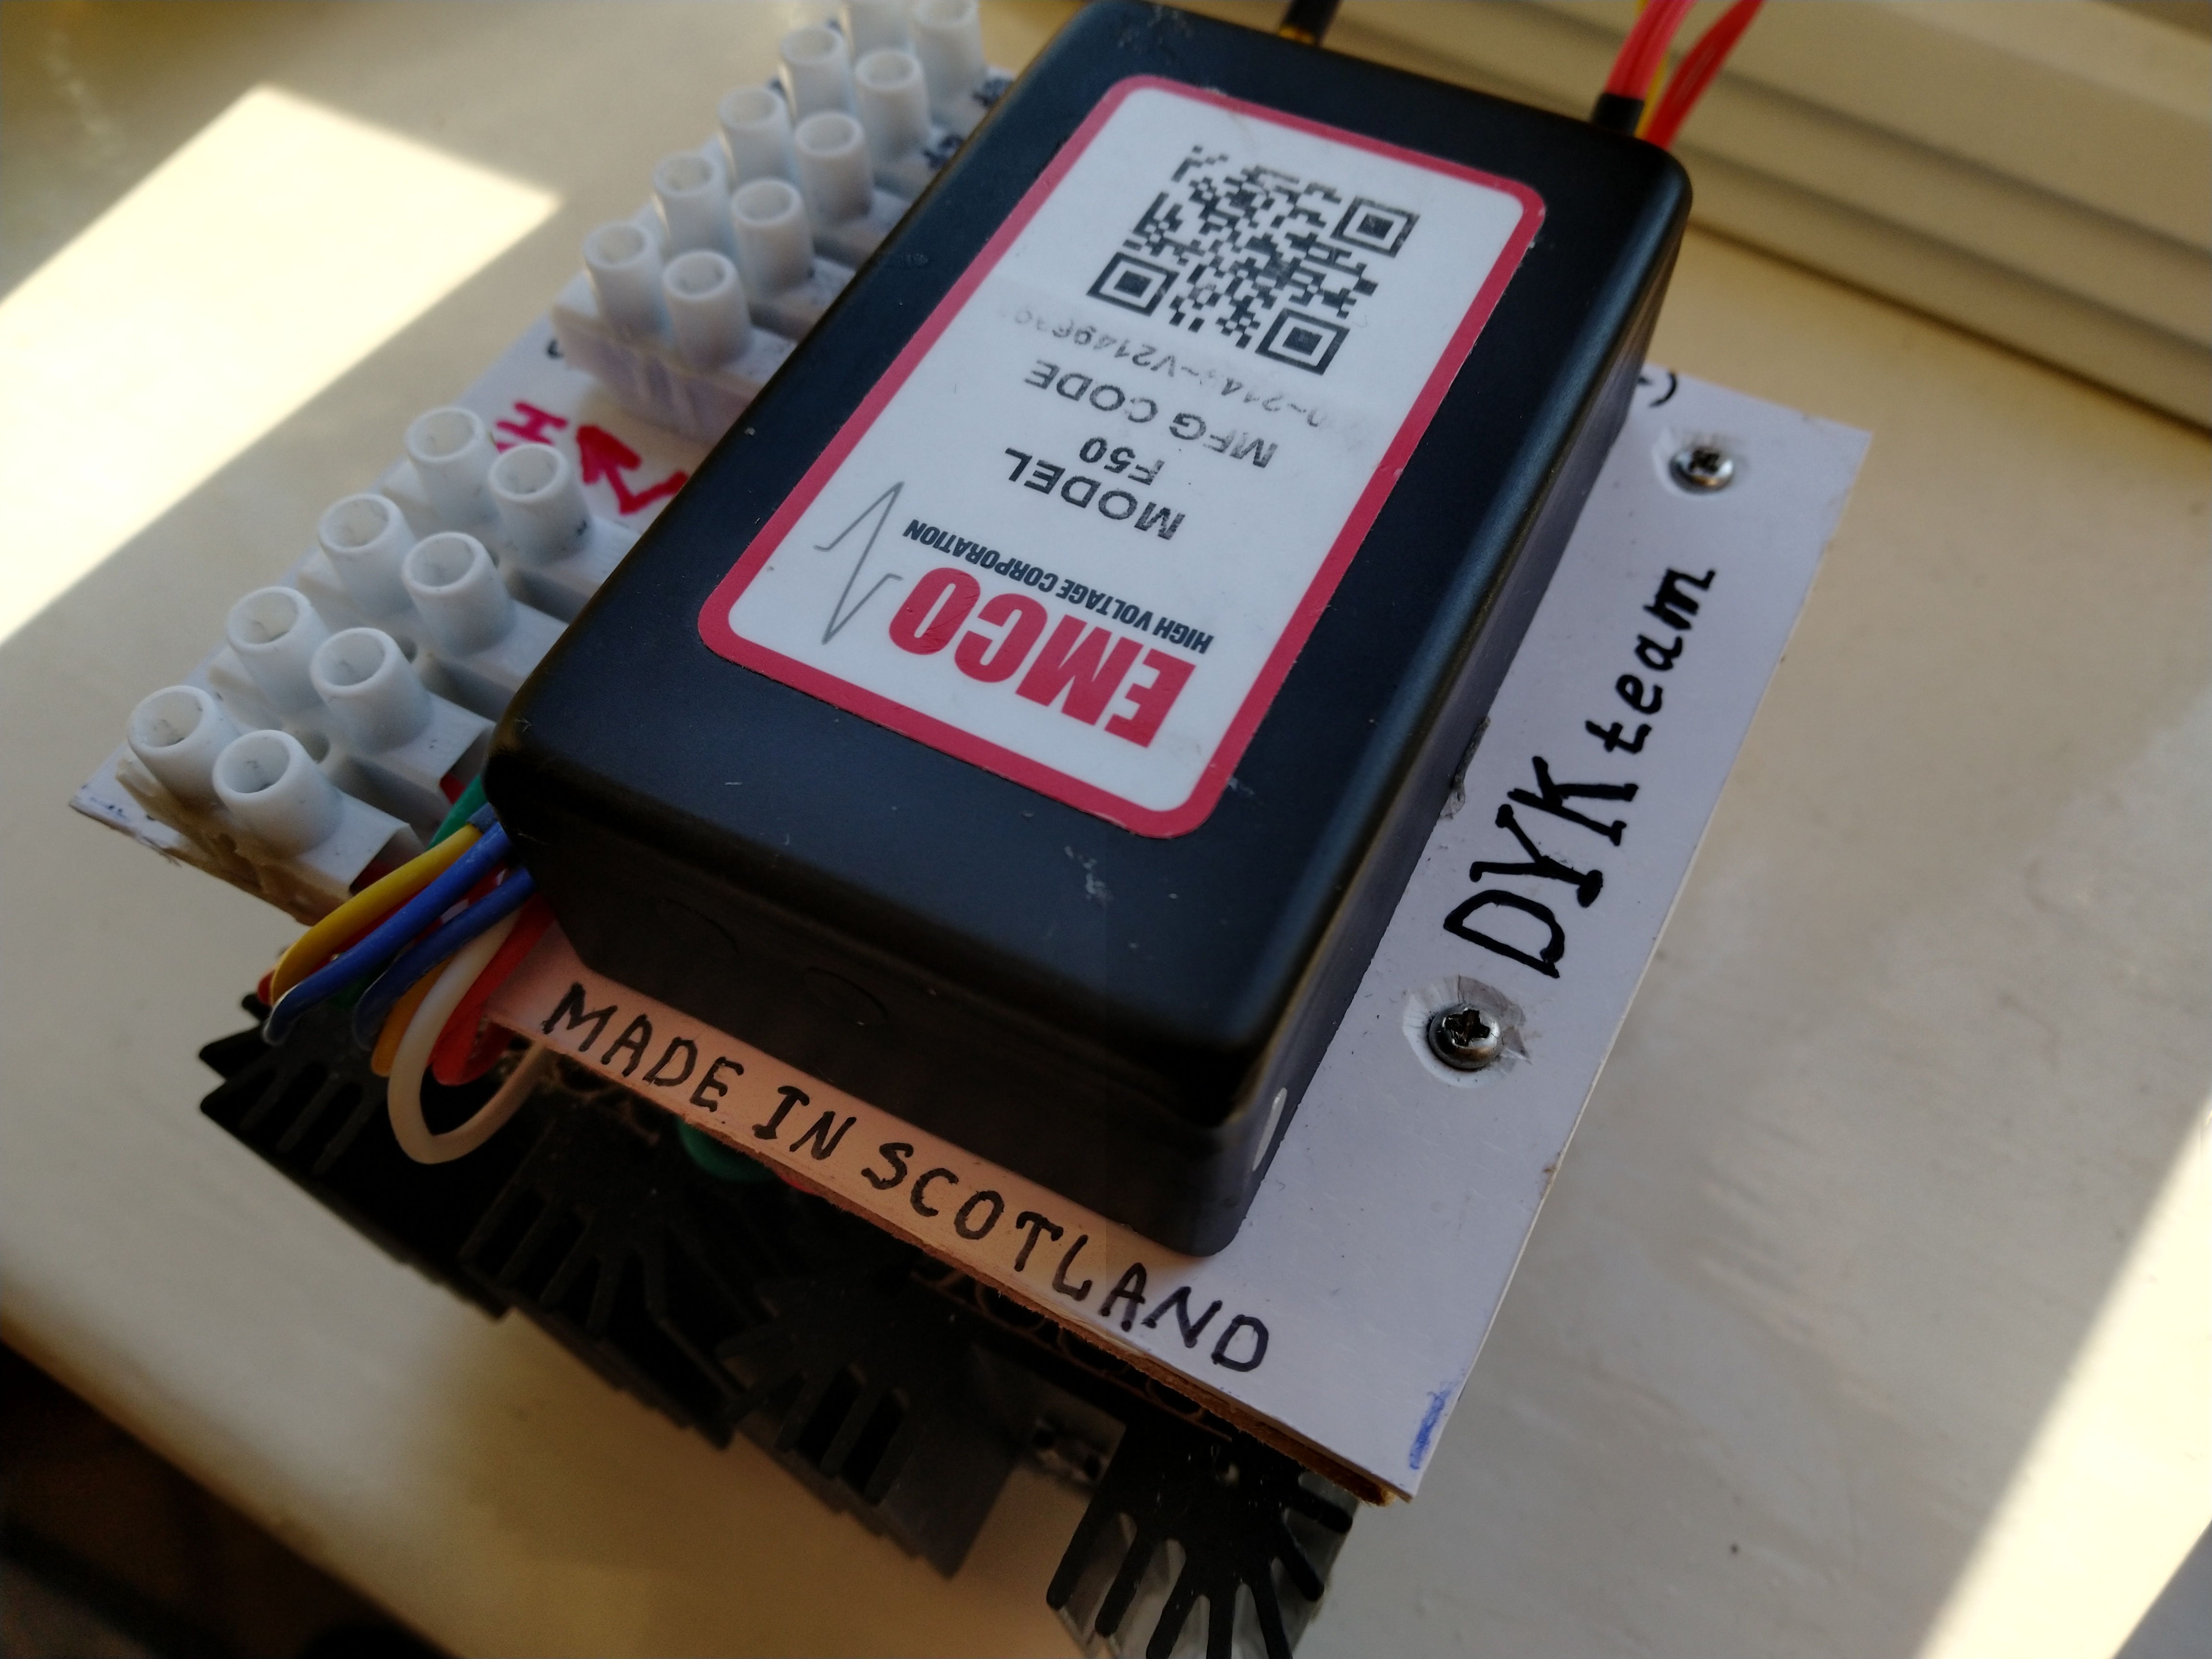 EMCO
HIGH VOLTAGE CORPORATION
MODEL
F50
MFG CODE
DYK team
MADE IN SCOTLAND
H